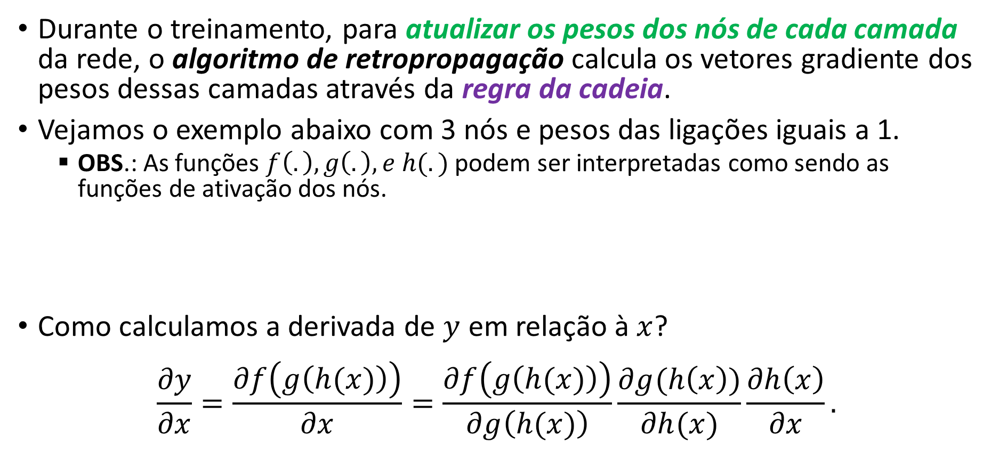 • Durante o treinamento, para atualizar os pesos dos nós de cada camada
da rede, o algoritmo de retropropagação calcula os vetores gradiente dos
pesos dessas camadas através da regra da cadeia.
• Vejamos o exemplo abaixo com 3 nós e pesos das ligações iguais a 1.
▪ OBS.: As funções f(.), g(.), e h(.) podem ser interpretadas como sendo as
funções de ativação dos nós.
• Como calculamos a derivada de y em relação à x?
∂y/∂x = ∂f(g(h(x)))/∂x = ∂f(g(h(x)))/∂g(h(x)) ∂g(h(x))/∂h(x) ∂h(x)/∂x .